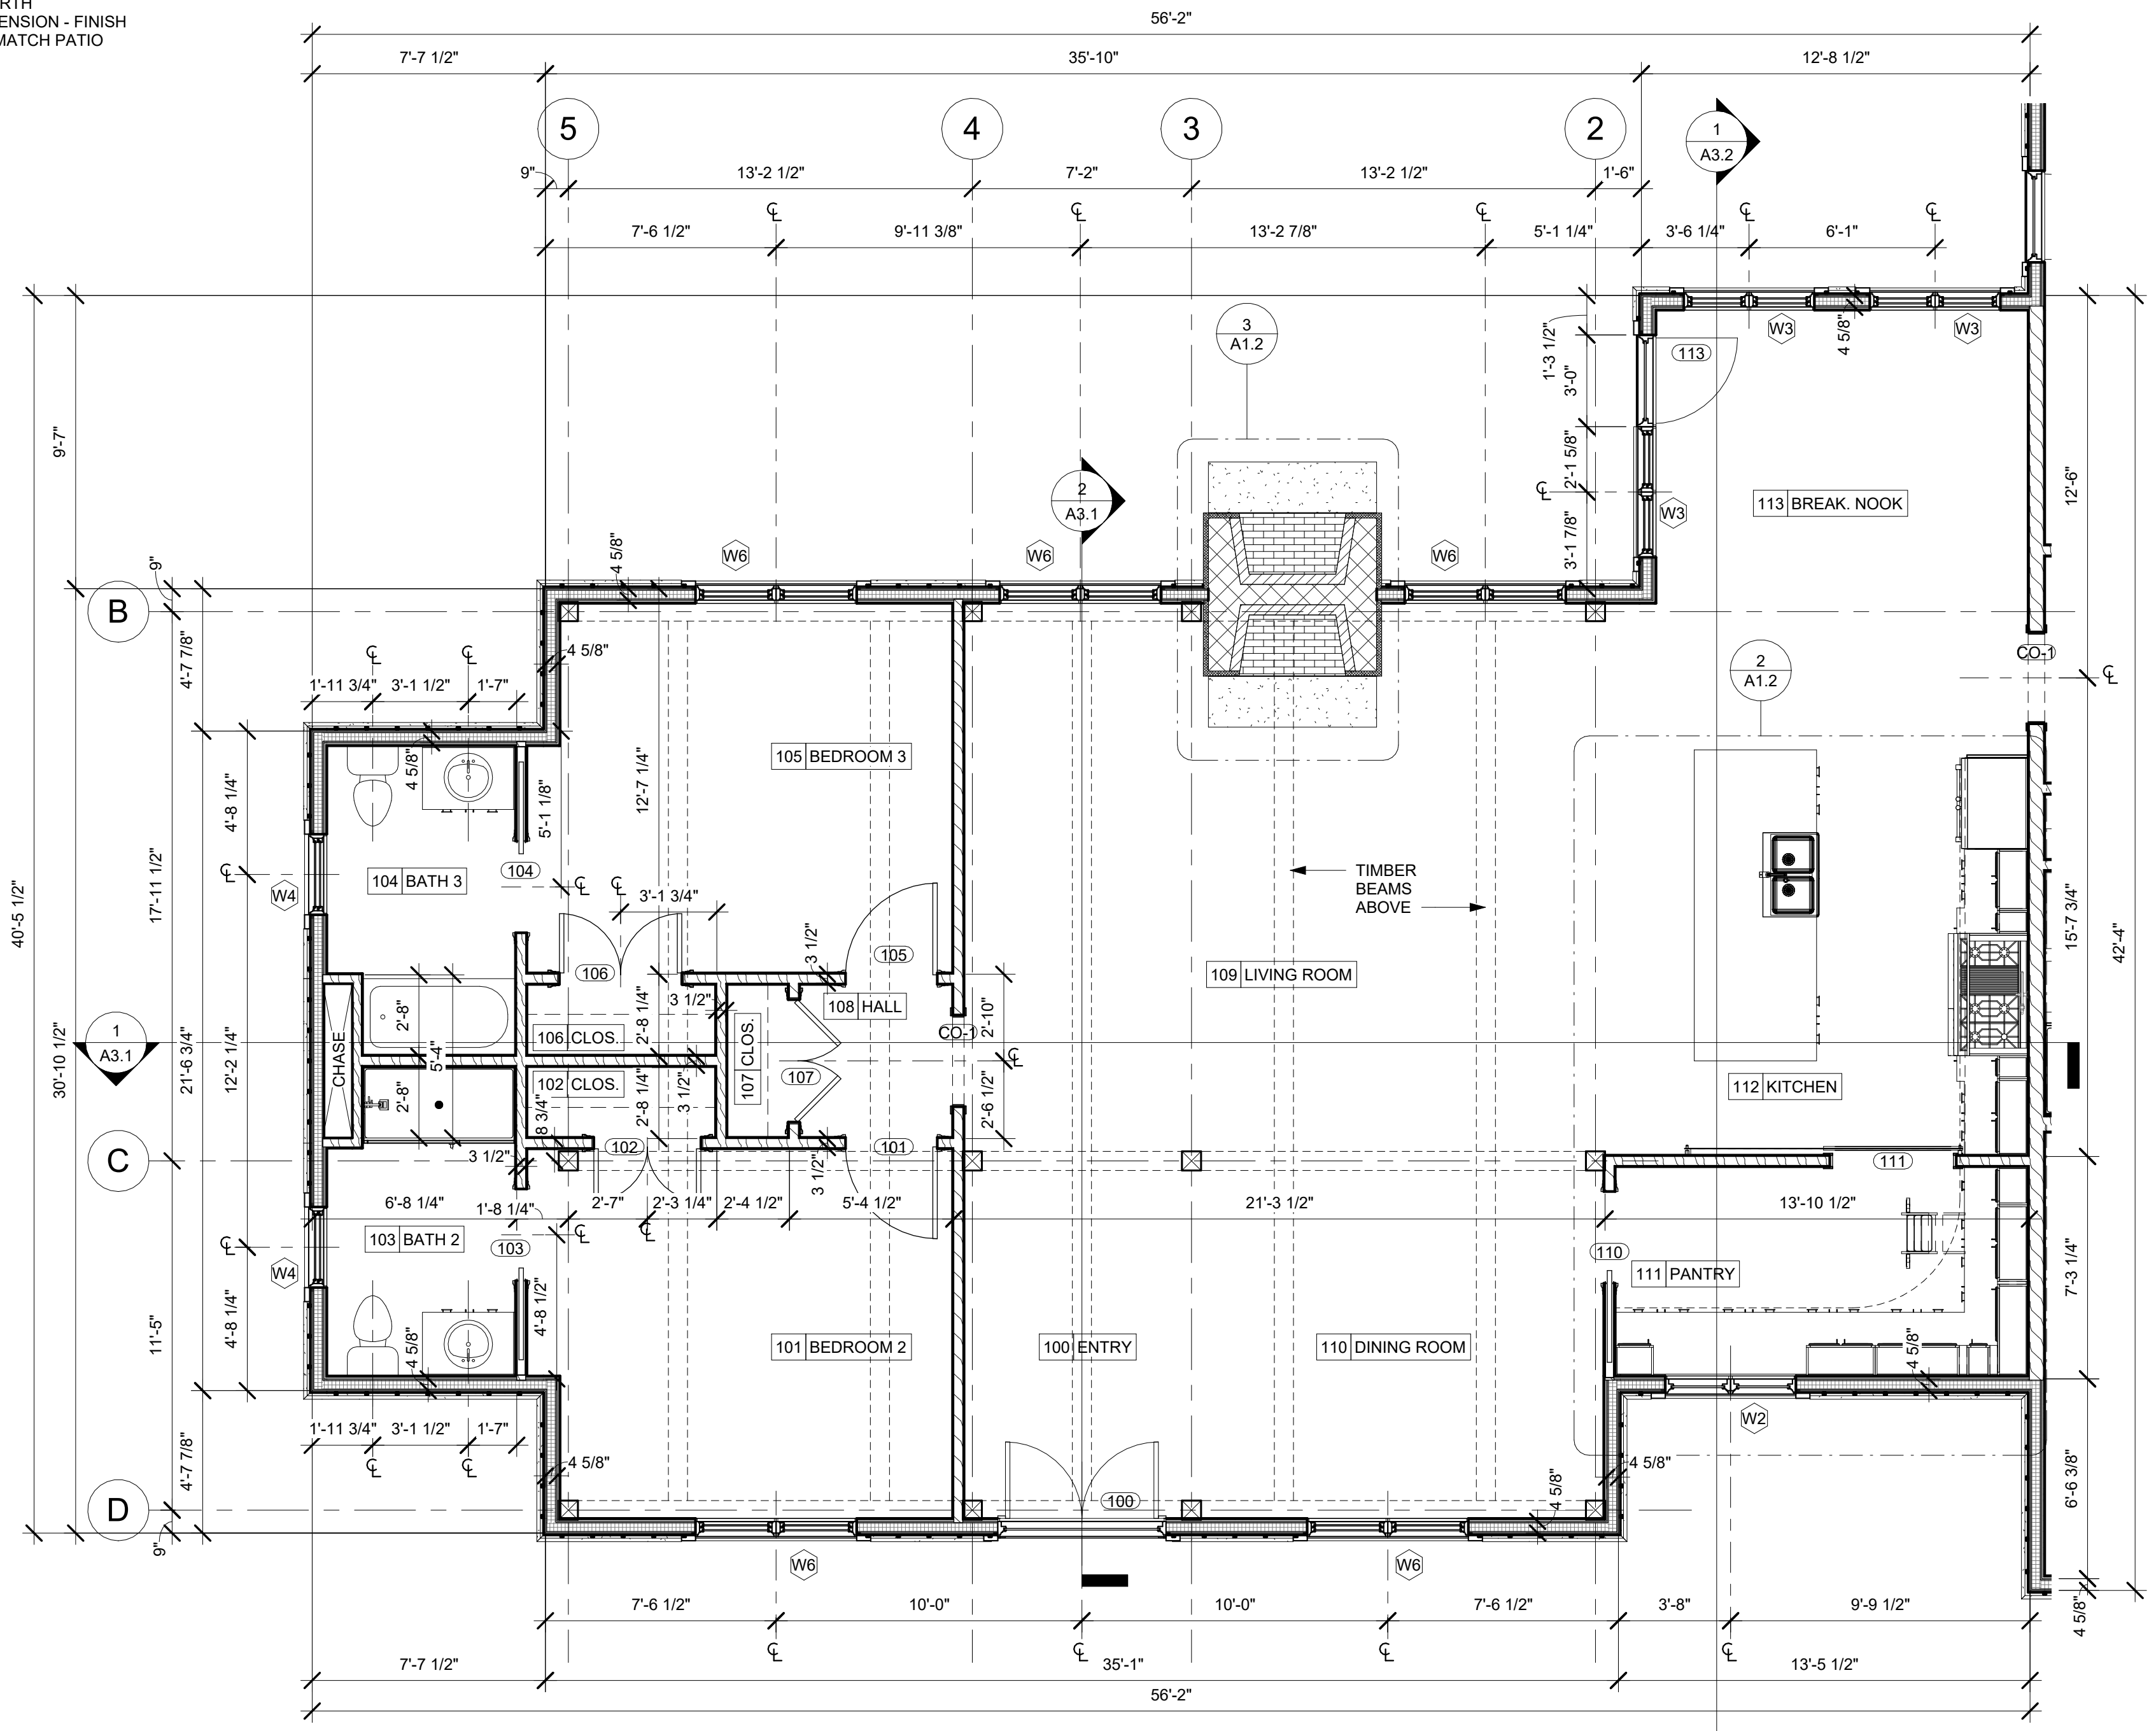 RTH
ENSION - FINISH
MATCH PATIO
56'-2"
7'-7 1/2"
35'-10"
12'-8 1/2"
5
4
3
2
1
A3.2
9"
13'-2 1/2"
7'-2"
13'-2 1/2"
1'-6"
7'-6 1/2"
9'-11 3/8"
13'-2 7/8"
5'-1 1/4"
3'-6 1/4"
6'-1"
3
A1.2
W3
4 5/8"
W3
1'-3 1/2"
3'-0"
113
9'-7"
2'-1 5/8"
12'-6"
2
A3.1
113 BREAK. NOOK
W3
3'-1 7/8"
W6
W6
W6
4 5/8"
9"
B
4'-7 7/8"
4 5/8"
CO-1
2
A1.2
1'-11 3/4"
3'-1 1/2"
1'-7"
4 5/8"
105 BEDROOM 3
12'-7 1/4"
5'-1 1/8"
4'-8 1/4"
104 BATH 3
104
W4
3'-1 3/4"
TIMBER
BEAMS
ABOVE
40'-5 1/2"
17'-11 1/2"
15'-7 3/4"
42'-4"
3 1/2"
105
106
109 LIVING ROOM
3 1/2"
108 HALL
2'-8"
2'-8 1/4"
106 CLOS.
CO-1
2'-10"
1
A3.1
30'-10 1/2"
21'-6 3/4"
12'-2 1/4"
CHASE
5'-4"
107 CLOS.
107
102 CLOS.
2'-8"
8 3/4"
2'-8 1/4"
3 1/2"
2'-6 1/2"
112 KITCHEN
C
3 1/2"
102
101
3 1/2"
111
6'-8 1/4"
1'-8 1/4"
2'-7"
2'-3 1/4"
2'-4 1/2"
5'-4 1/2"
21'-3 1/2"
13'-10 1/2"
103 BATH 2
103
110
W4
111 PANTRY
7'-3 1/4"
11'-5"
4'-8 1/4"
4'-8 1/2"
4 5/8"
101 BEDROOM 2
100 ENTRY
110 DINING ROOM
4 5/8"
W2
1'-11 3/4"
3'-1 1/2"
1'-7"
4'-7 7/8"
4 5/8"
4 5/8"
4 5/8"
6'-6 3/8"
D
100
9"
W6
W6
7'-6 1/2"
10'-0"
10'-0"
7'-6 1/2"
3'-8"
9'-9 1/2"
4 5/8"
7'-7 1/2"
35'-1"
13'-5 1/2"
56'-2"